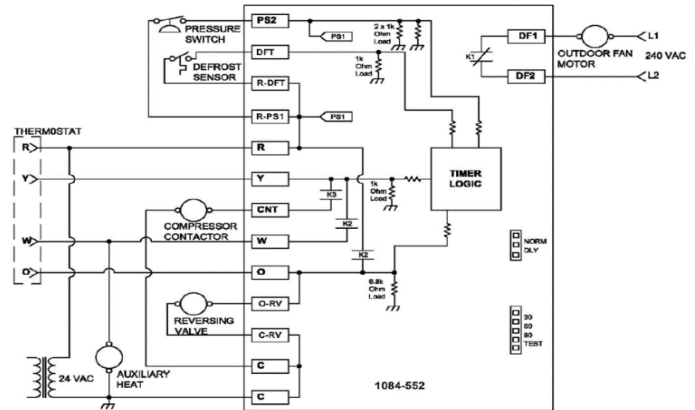 PS2
PRESSURE
SWITCH
PS1
2 x 1k
Ohm
Load
DFT
DEFROST
SENSOR
1k
Ohm
Load
R-DFT
R-PS1
PS1
K1
DF1
DF2
L1
OUTDOOR FAN
MOTOR
240 VAC
L2
THERMOSTAT
R
R
Y
Y
K3
1k
Ohm
Load
TIMER
LOGIC
CNT
COMPRESSOR
CONTACTOR
K2
W
W
K2
NORM
DLY
O
O
6.8k
Ohm
Load
O-RV
REVERSING
VALVE
C-RV
30
60
90
TEST
C
24 VAC
AUXILIARY
HEAT
C
1084-552